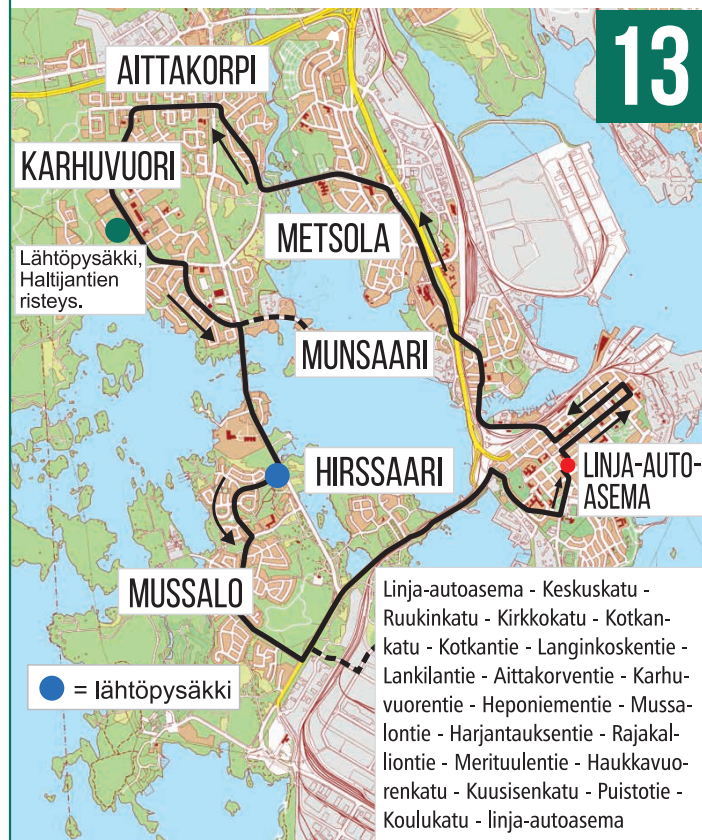 13
AITTAKORPI
KARHUVUORI
METSOLA
Lähtöpysäkki,
Haltijantien
risteys.
MUNSAARI
HIRSSAARI
LINJA-AUTO-
ASEMA
MUSSALO
= lähtöpysäkki
Linja-autoasema - Keskuskatu -
Ruukinkatu - Kirkkokatu - Kotkan-
katu - Kotkantie - Langinkoskentie -
Lankilantie - Aittakorventie - Karhu-
vuorentie - Heponiementie - Mussa-
lontie - Harjantauksentie - Rajakal-
liontie - Merituulentie - Haukkavuo-
renkatu - Kuusisenkatu - Puistotie -
Koulukatu - linja-autoasema